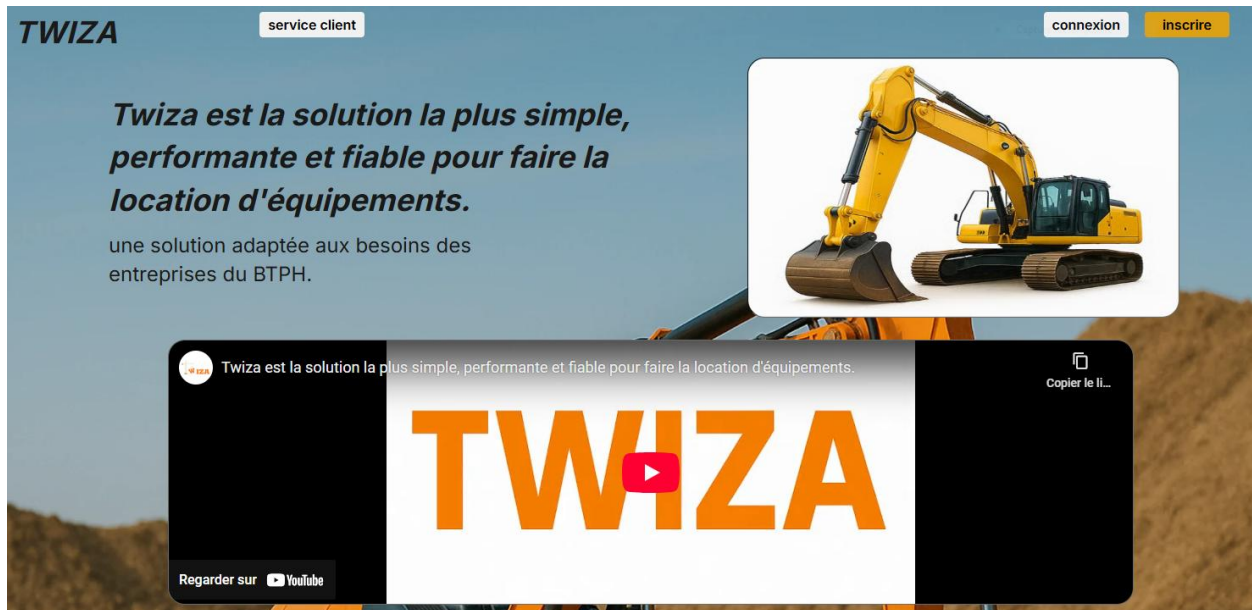 TWIZA
service client
connexion
inscrire
Twiza est la solution la plus simple,
performante et fiable pour faire la
location d'équipements.
une solution adaptée aux besoins des
entreprises du BTPH.
TWIZA
Twiza est la solution la plus simple, performante et fiable pour faire la location d'équipements.
Copier le li...
TWIZA
Regarder sur YouTube